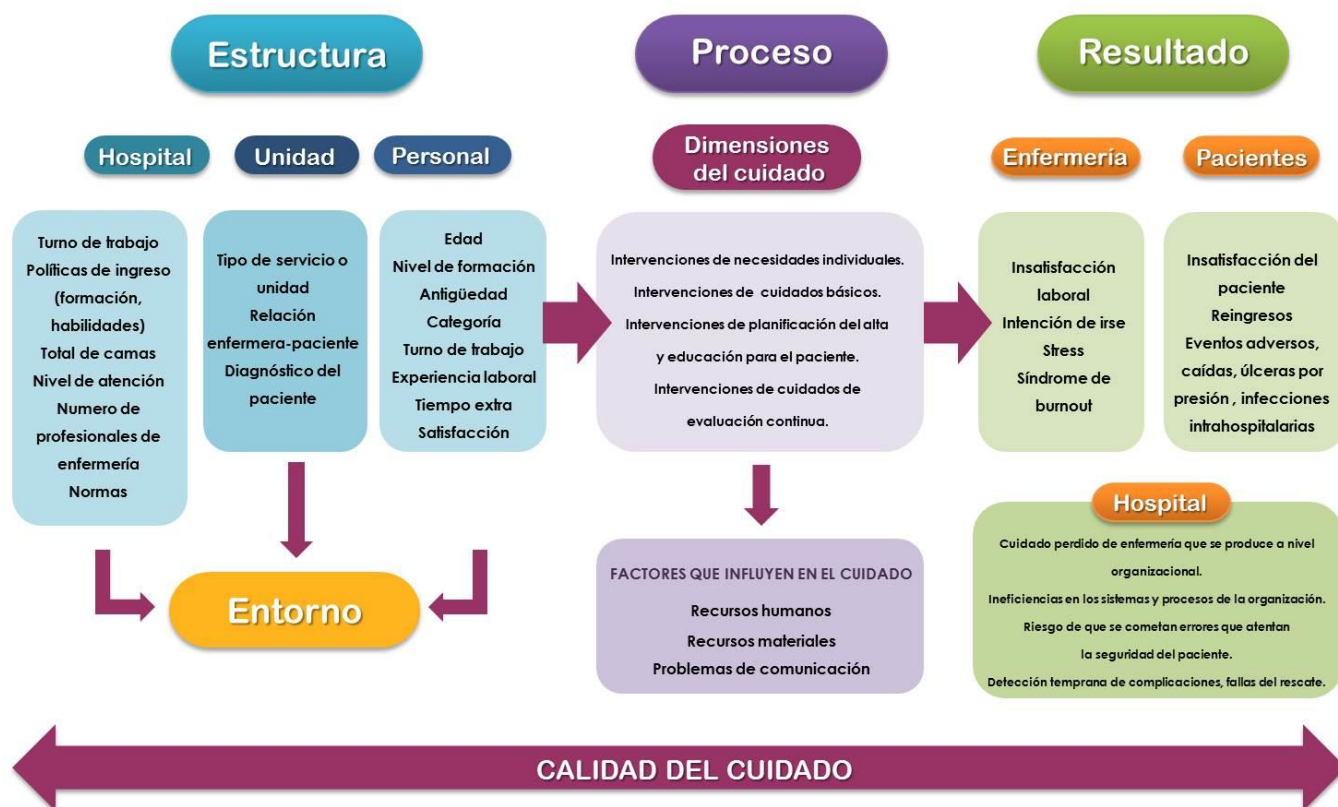 Estructura
Proceso
Resultado
Hospital
Unidad
Personal
Dimensiones
del cuidado
Enfermería
Pacientes
Turno de trabajo
Políticas de ingreso
(formación,
habilidades)
Total de camas
Nivel de atención
Numero de
profesionales de
enfermería
Normas
Tipo de servicio o
unidad
Relación
enfermera-paciente
Diagnóstico del
paciente
Edad
Nivel de formación
Antigüedad
Categoría
Turno de trabajo
Experiencia laboral
Tiempo extra
Satisfacción
Intervenciones de necesidades individuales.
Intervenciones de cuidados básicos.
Intervenciones de planificación del alta
y educación para el paciente.
Intervenciones de cuidados de
evaluación continua.
Insatisfacción
laboral
Intención de irse
Stress
Síndrome de
burnout
Insatisfacción del
paciente
Reingresos
Eventos adversos,
caídas, úlceras por
presión , infecciones
intrahospitalarias
Entorno
FACTORES QUE INFLUYEN EN EL CUIDADO
Recursos humanos
Recursos materiales
Problemas de comunicación
Hospital
Cuidado perdido de enfermería que se produce a nivel
organizacional.
Ineficiencias en los sistemas y procesos de la organización.
Riesgo de que se cometan errores que atentan
la seguridad del paciente.
Detección temprana de complicaciones, fallas del rescate.
CALIDAD DEL CUIDADO